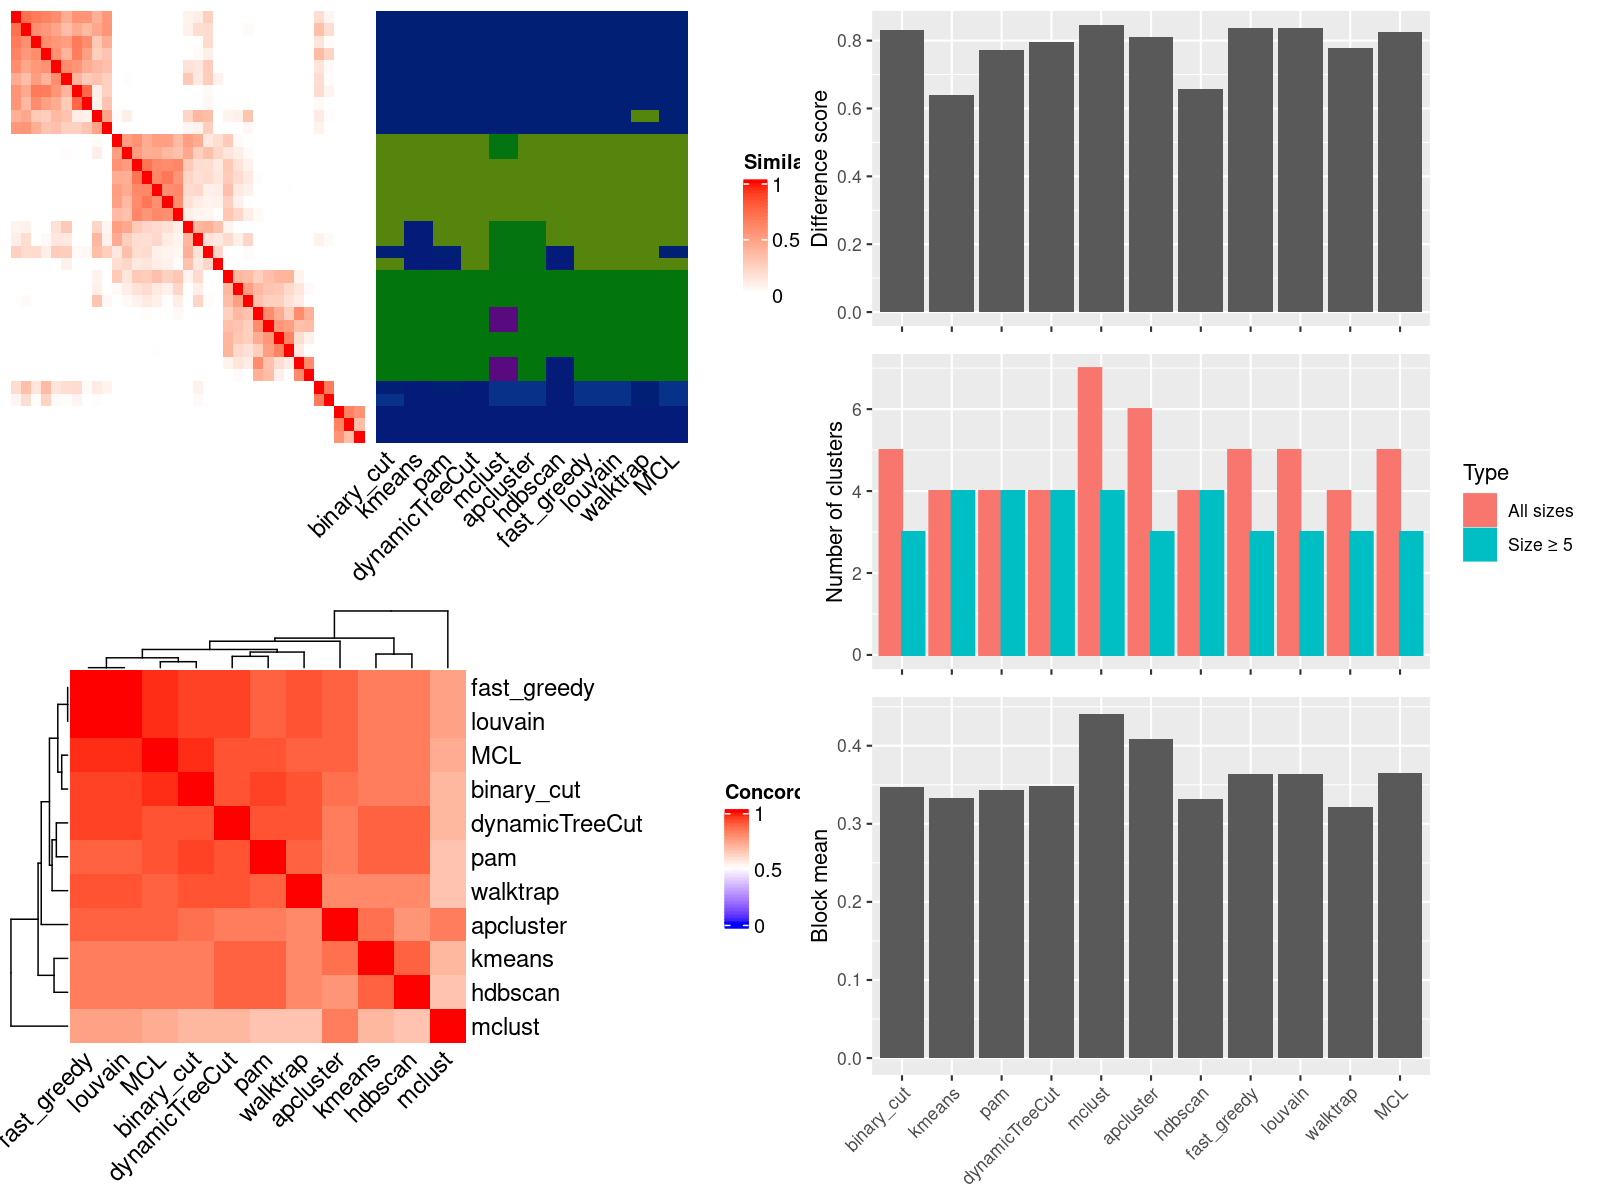 Simila
1
0.5
0
binary_cut
kmeans
pam
dynamicTreeCut
mclust
apcluster
hdbscan
fast_greedy
louvain
walktrap
MCL
fast_greedy
louvain
MCL
binary_cut
dynamicTreeCut
pam
walktrap
apcluster
kmeans
hdbscan
mclust
Concord
1
0.5
0
fast_greedy
louvain
MCL
binary_cut
dynamicTreeCut
pam
walktrap
apcluster
kmeans
hdbscan
mclust
Difference score
0.8
0.6
0.4
0.2
0.0
Number of clusters
6
4
2
0
Type
All sizes
Size ≥ 5
Block mean
0.4
0.3
0.2
0.1
0.0
binary_cut
kmeans
pam
dynamicTreeCut
mclust
apcluster
hdbscan
fast_greedy
louvain
walktrap
MCL